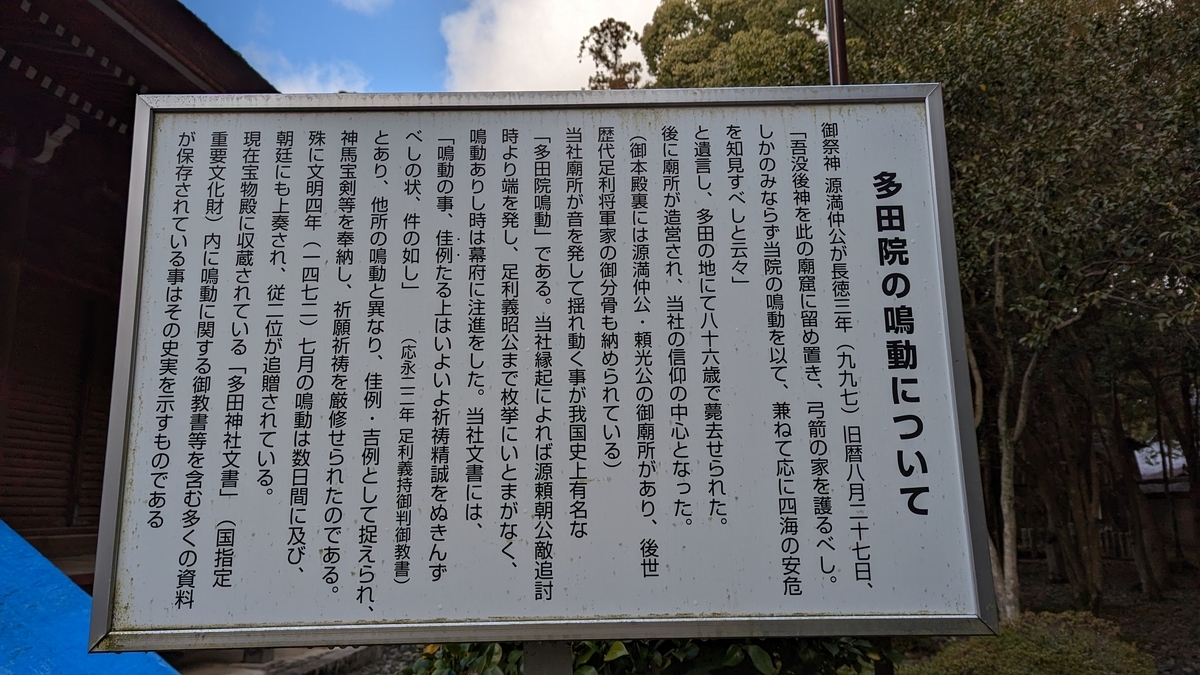 多田院の鳴動について
御祭神 源満仲公が長徳三年（九九七）旧暦八月二十七日、
「吾没後神を此の廟窟に留め置き、弓箭の家を護るべし。
しかのみならず当院の鳴動を以て、兼ねて応に四海の安危
を知見すべしと云々」
と遺言し、多田の地にて八十六歳で薨去せられた。
後に廟所が造営され、当社の信仰の中心となった。
（御本殿裏には源満仲公・頼光公の御廟所があり、後世
歴代足利将軍家の御分骨も納められている）
当社廟所が音を発して揺れ動く事が我国史上有名な
「多田院鳴動」である。当社縁起によれば源頼朝公敵追討
時より端を発し、足利義昭公まで枚挙にいとまがなく、
鳴動ありし時は幕府に注進をした。当社文書には、
「鳴動の事、佳例たる上はいよいよ祈祷精誠をぬきんず
べしの状、件の如し」（応永二二年 足利義持御判御教書）
とあり、他所の鳴動と異なり、佳例・吉例として捉えられ、
神馬宝剣等を奉納し、祈願祈祷を厳修せられたのである。
殊に文明四年（一四七二）七月の鳴動は数日間に及び、
朝廷にも上奏され、従二位が追贈されている。
現在宝物殿に収蔵されている「多田神社文書」（国指定
重要文化財）内に鳴動に関する御教書等を含む多くの資料
が保存されている事はその史実を示すものである